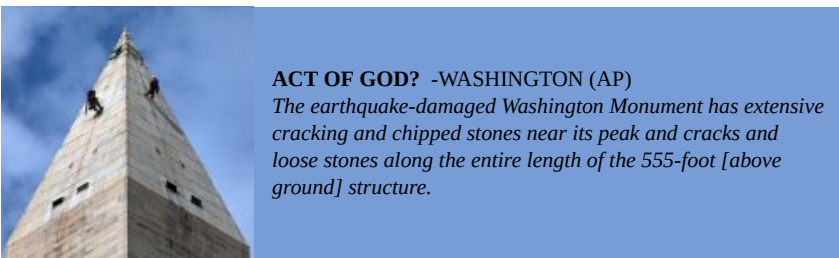 ACT OF GOD? -WASHINGTON (AP)
The earthquake-damaged Washington Monument has extensive
cracking and chipped stones near its peak and cracks and
loose stones along the entire length of the 555-foot [above
ground] structure.